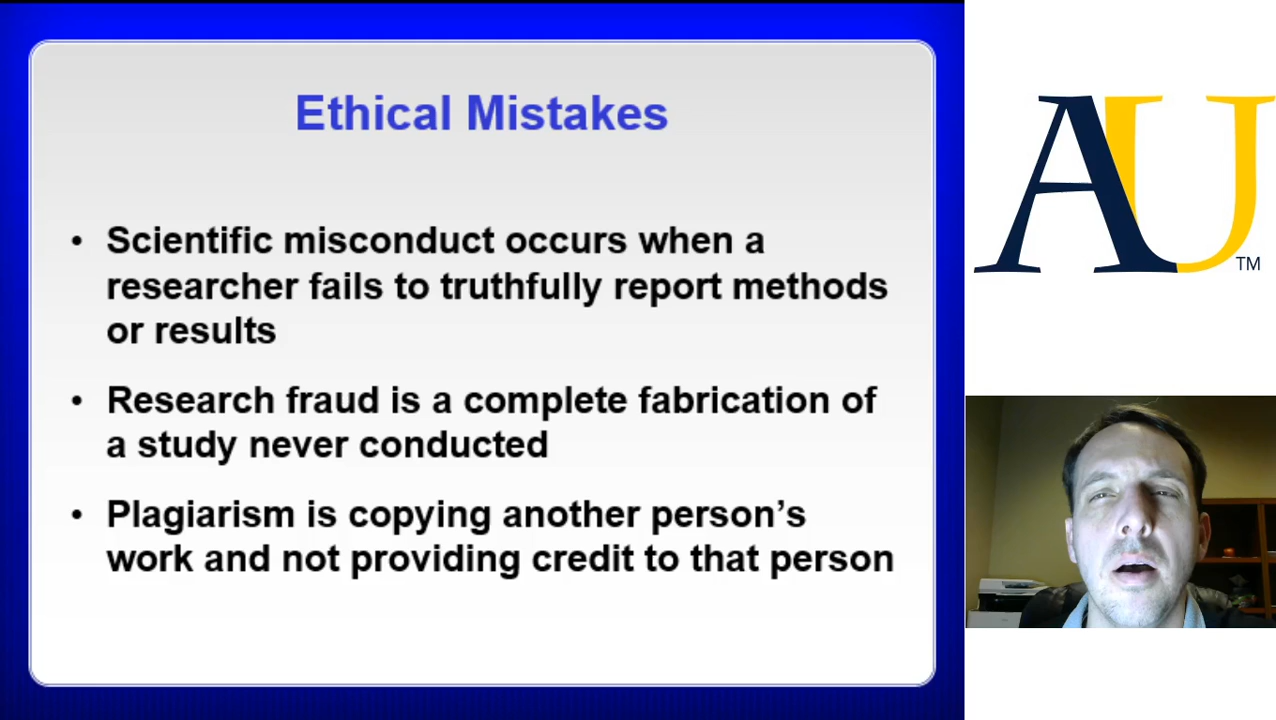 Ethical Mistakes
• Scientific misconduct occurs when a
researcher fails to truthfully report methods
or results
• Research fraud is a complete fabrication of
a study never conducted
• Plagiarism is copying another person’s
work and not providing credit to that person
AU
TM